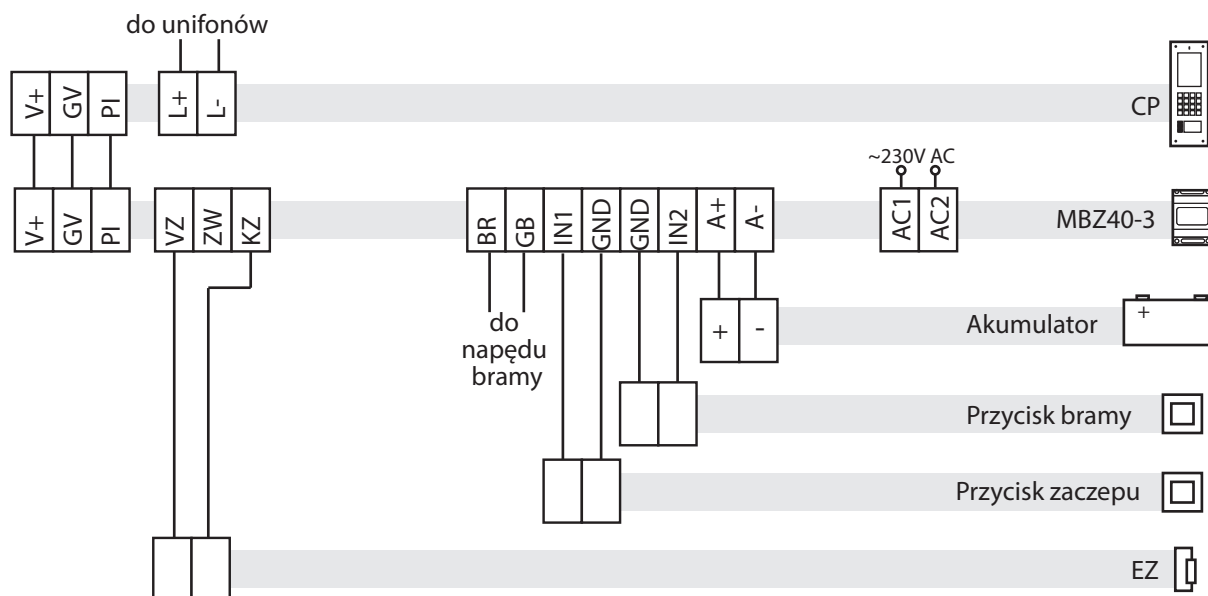 do unifonów
V+ GV PI L+ L- CP
~230V AC
V+ GV PI VZ ZW KZ BR GB IN1 GND GND IN2 A+ A- AC1 AC2 MBZ40-3
do
napędu
bramy
+ - Akumulator +
Przycisk bramy
Przycisk zaczepu
EZ